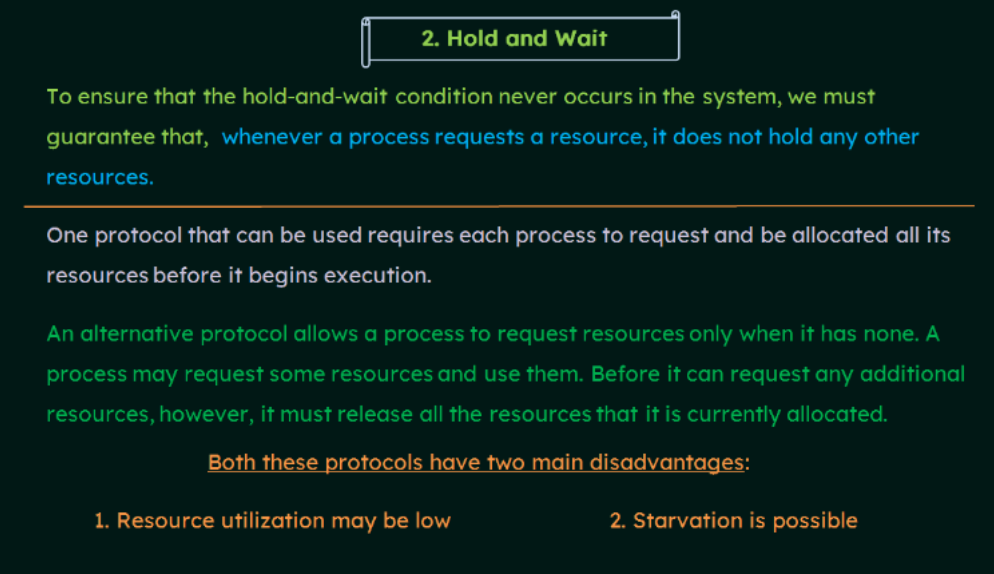 2. Hold and Wait
To ensure that the hold-and-wait condition never occurs in the system, we must
guarantee that, whenever a process requests a resource, it does not hold any other
resources.
One protocol that can be used requires each process to request and be allocated all its
resources before it begins execution.
An alternative protocol allows a process to request resources only when it has none. A
process may request some resources and use them. Before it can request any additional
resources, however, it must release all the resources that it is currently allocated.
Both these protocols have two main disadvantages:
1. Resource utilization may be low 2. Starvation is possible